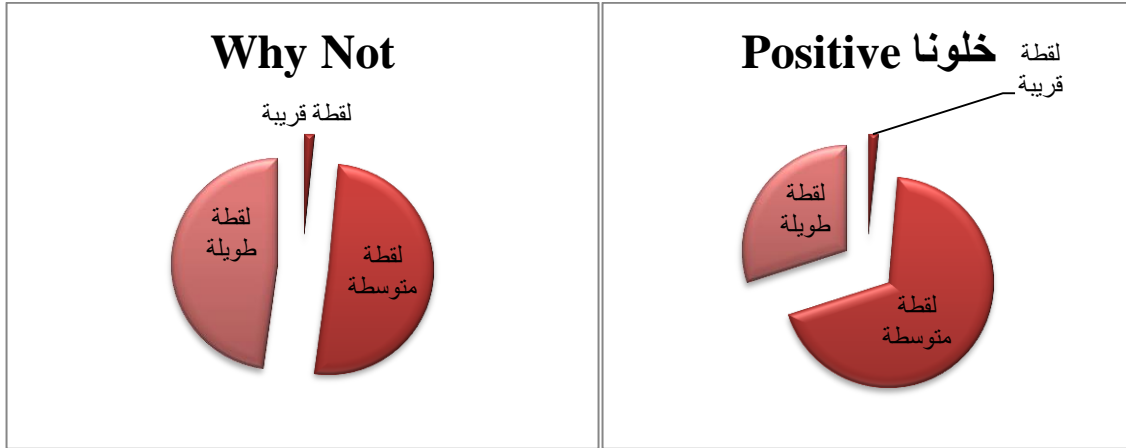 Why Not
لقطة قريبة
لقطة
طويلة
لقطة
متوسطة
خلونا Positive
لقطة
قريبة
لقطة
طويلة
لقطة
متوسطة